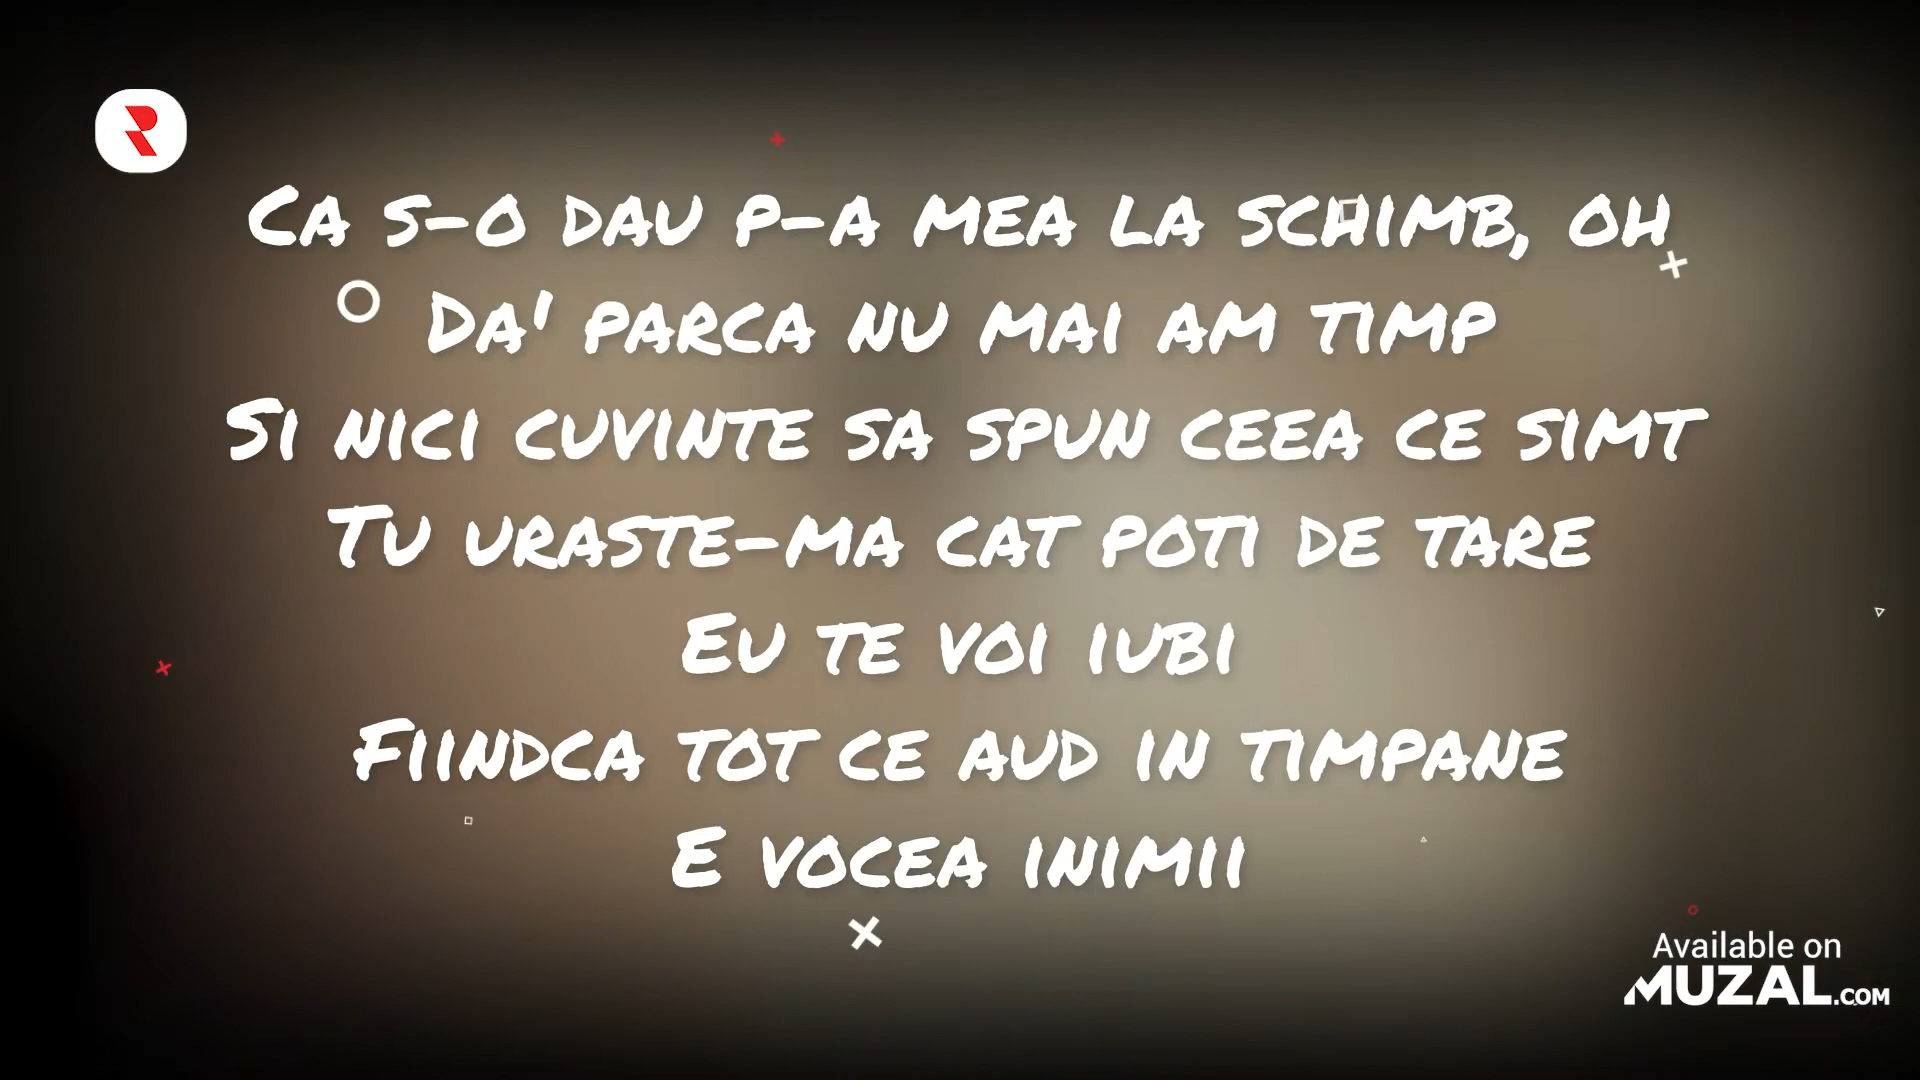 Ca s-o dau p-a mea la schimb, oh
Da' parca nu mai am timp
Si nici cuvinte sa spun ceea ce simt
Tu uraste-ma cat poti de tare
Eu te voi iubi
Fiindca tot ce aud in timpane
E vocea inimii
Available on
MUZAL.COM